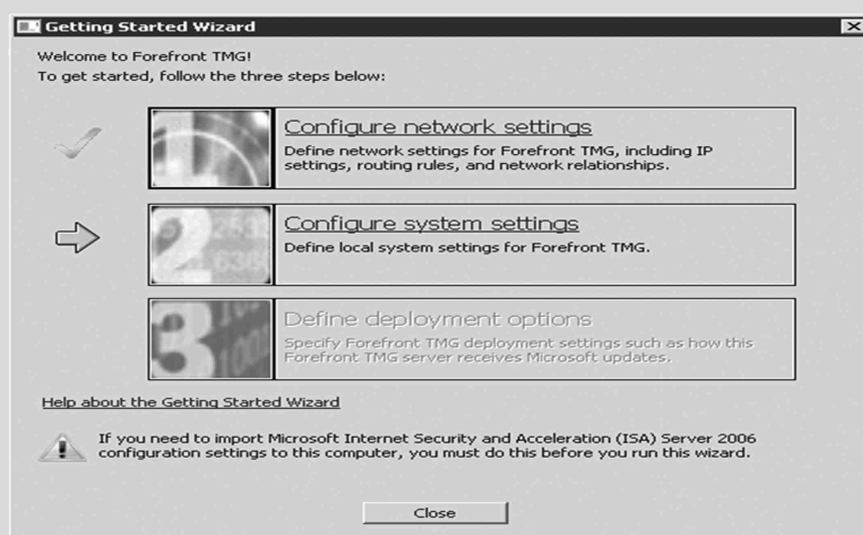 Getting Started Wizard
Welcome to Forefront TMG!
To get started, follow the three steps below:
1
Configure network settings
Define network settings for Forefront TMG, including IP
settings, routing rules, and network relationships.
2
Configure system settings
Define local system settings for Forefront TMG.
3
Define deployment options
Specify Forefront TMG deployment settings such as how this
Forefront TMG server receives Microsoft updates.
Help about the Getting Started Wizard
If you need to import Microsoft Internet Security and Acceleration (ISA) Server 2006
configuration settings to this computer, you must do this before you run this wizard.
Close